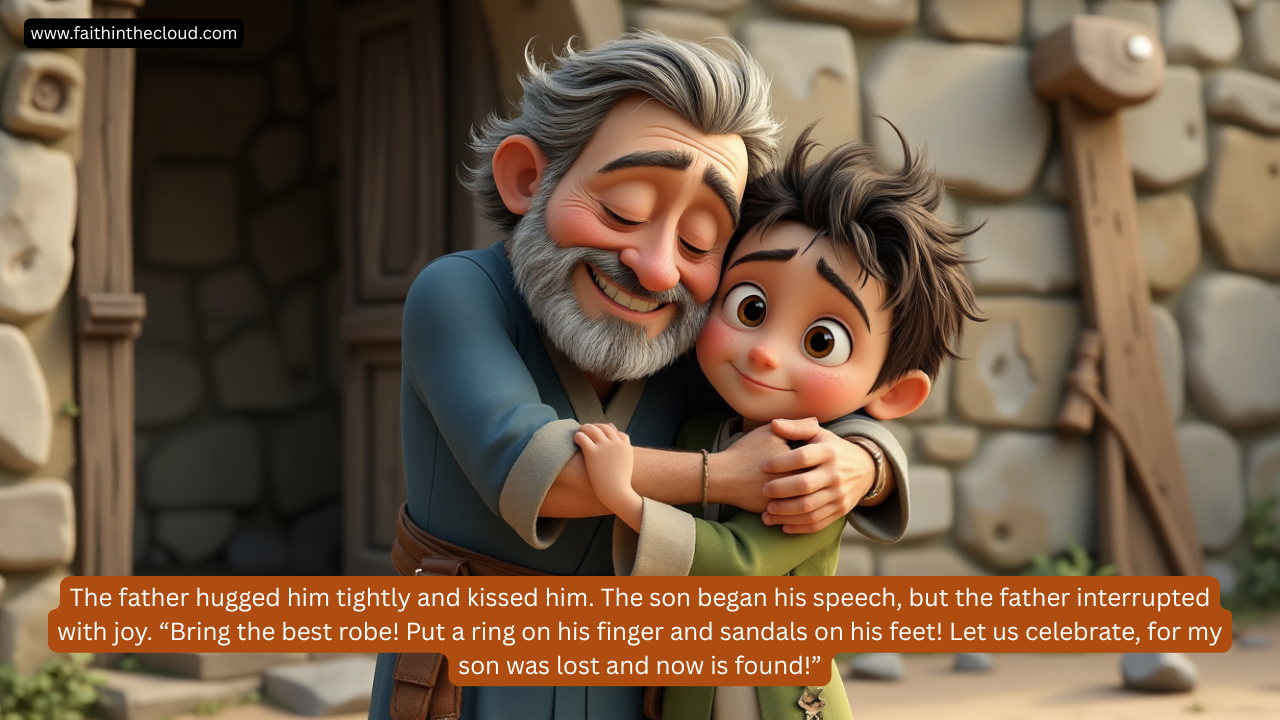 www.faithinthecloud.com
The father hugged him tightly and kissed him. The son began his speech, but the father interrupted
with joy. “Bring the best robe! Put a ring on his finger and sandals on his feet! Let us celebrate, for my
son was lost and now is found!”